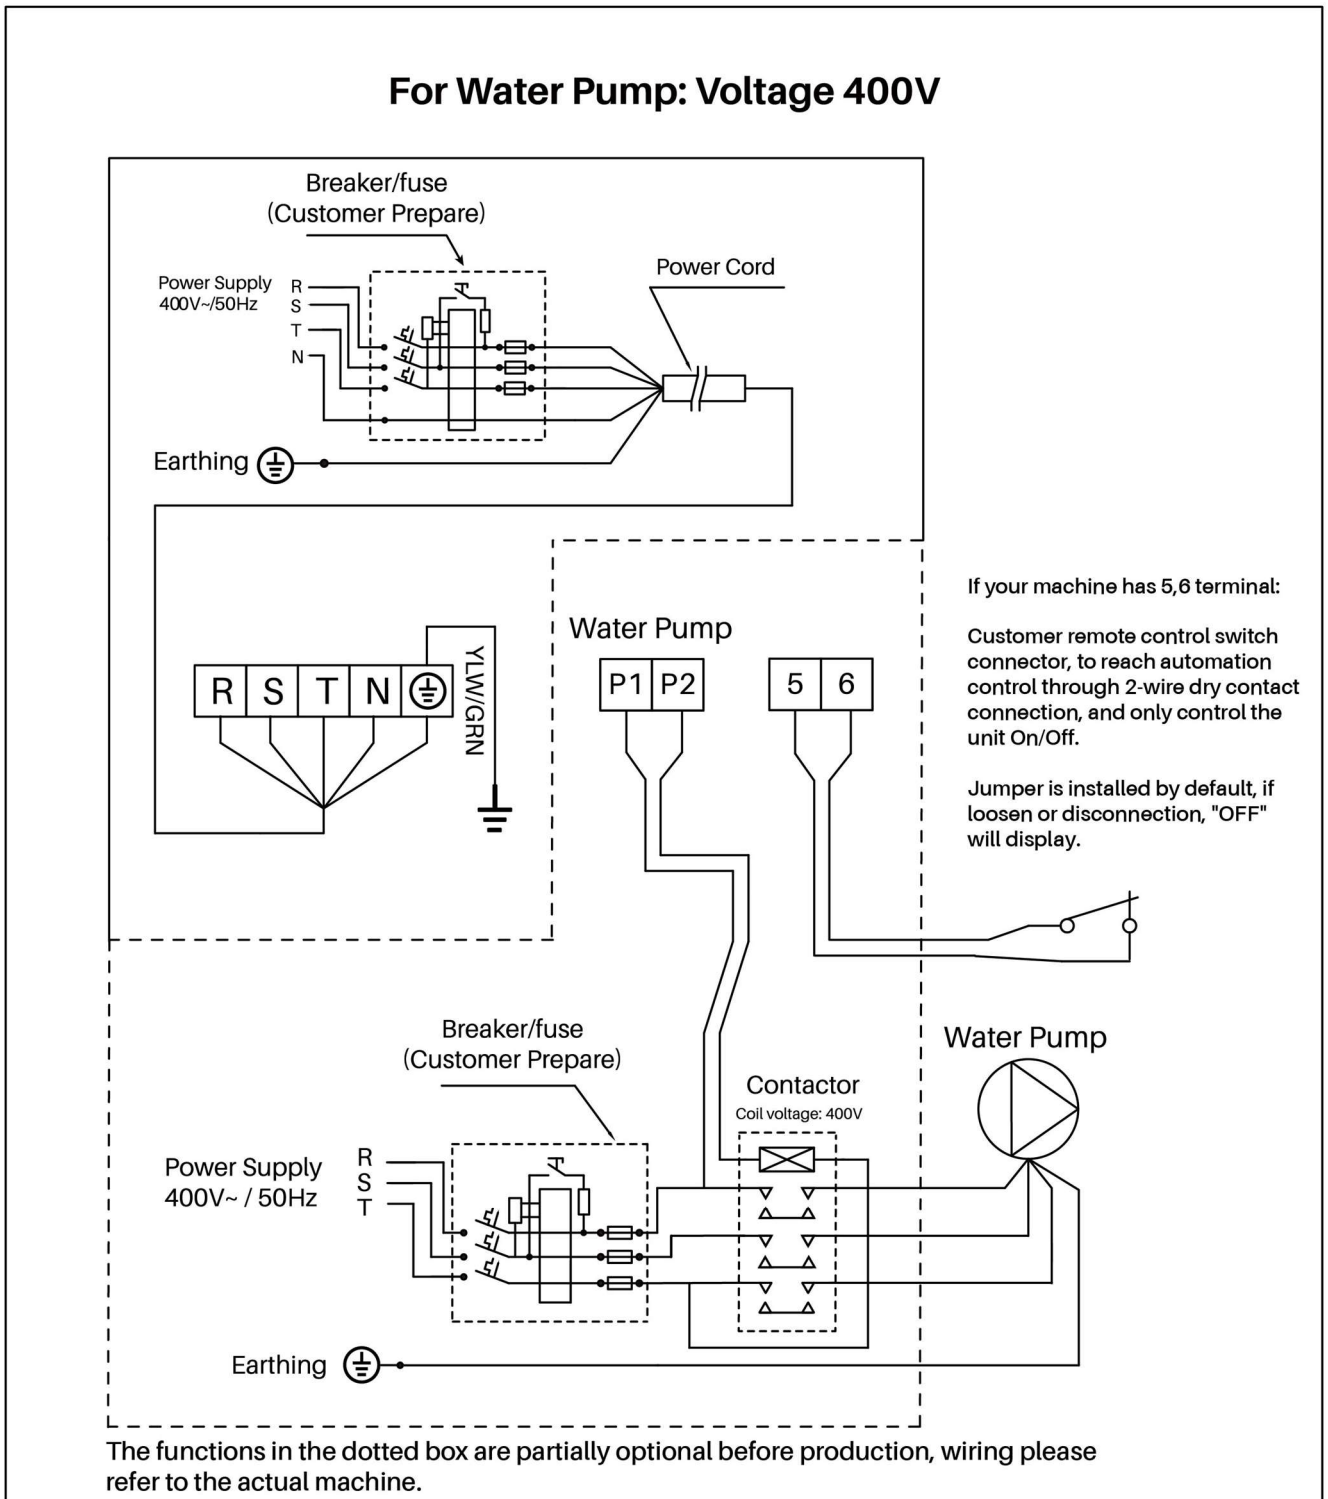 For Water Pump: Voltage 400V
Breaker/fuse
(Customer Prepare)
Power Supply
400V~/50Hz
R
S
T
N
Power Cord
Earthing
R S T N
YLW/GRN
Water Pump
P1 P2
5 6
If your machine has 5,6 terminal:
Customer remote control switch
connector, to reach automation
control through 2-wire dry contact
connection, and only control the
unit On/Off.
Jumper is installed by default, if
loosen or disconnection, "OFF"
will display.
Breaker/fuse
(Customer Prepare)
Water Pump
Contactor
Coil voltage: 400V
Power Supply
400V~ / 50Hz
R
S
T
Earthing
The functions in the dotted box are partially optional before production, wiring please
refer to the actual machine.